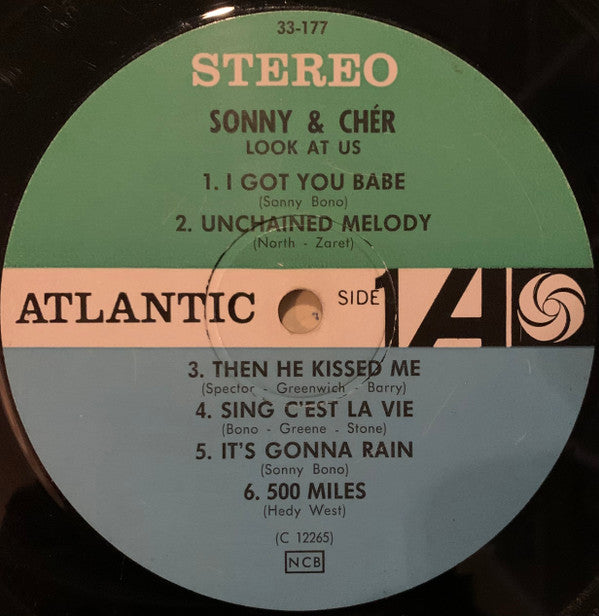 33-177
STEREO
SONNY & CHÉR
LOOK AT US
1. I GOT YOU BABE
(Sonny Bono)
2. UNCHAINED MELODY
(North - Zaret)
ATLANTIC SIDE 1 A
3. THEN HE KISSED ME
(Spector - Greenwich - Barry)
4. SING C'EST LA VIE
(Bono - Greene - Stone)
5. IT'S GONNA RAIN
(Sonny Bono)
6. 500 MILES
(Hedy West)
(C 12265)
NCB